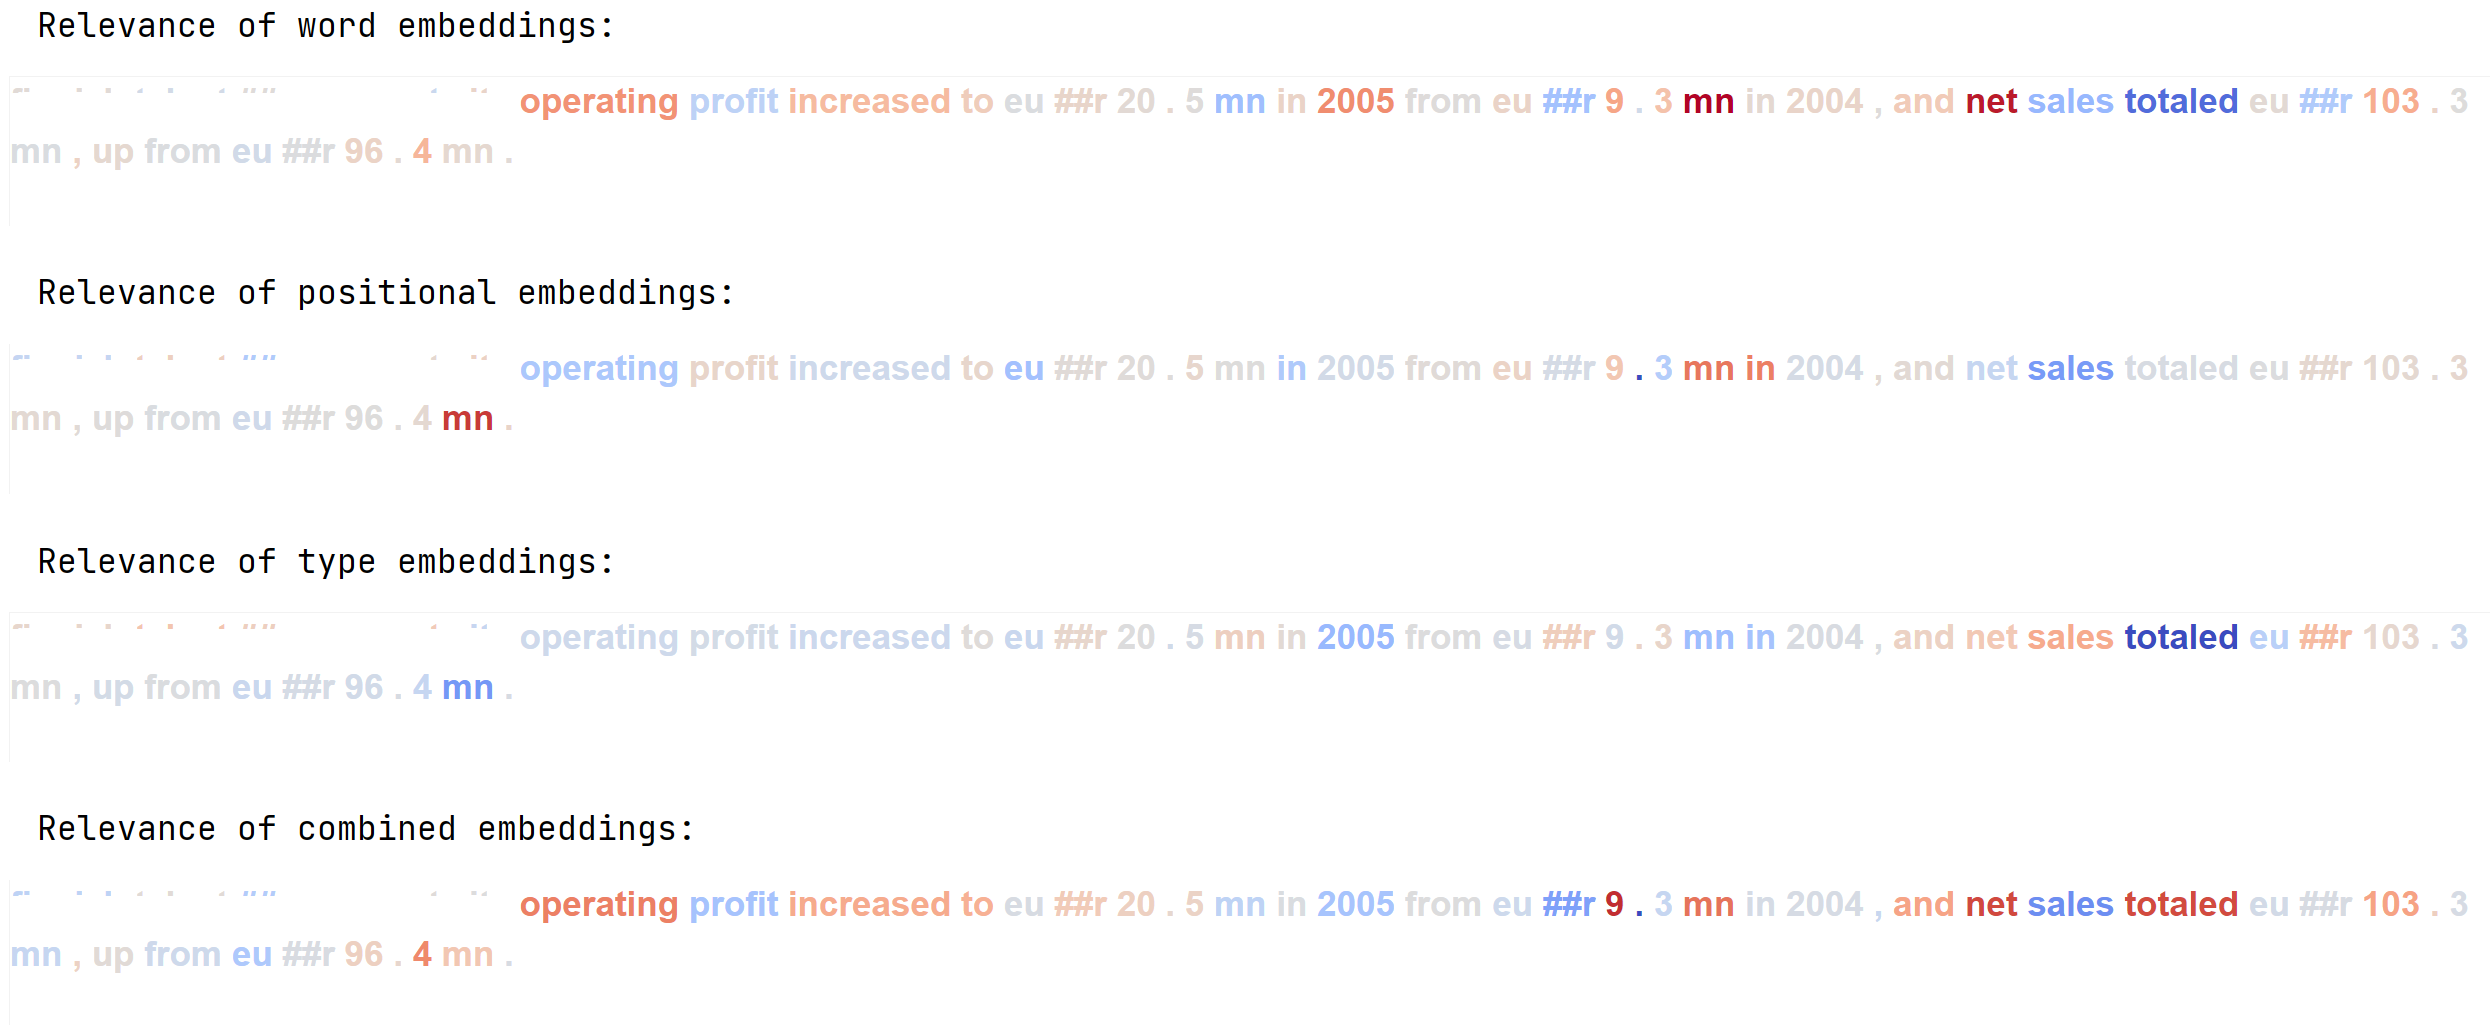 Relevance of word embeddings:
operating profit increased to eu ##r 20 . 5 mn in 2005 from eu ##r 9 . 3 mn in 2004 , and net sales totaled eu ##r 103 . 3
mn , up from eu ##r 96 . 4 mn .
Relevance of positional embeddings:
operating profit increased to eu ##r 20 . 5 mn in 2005 from eu ##r 9 . 3 mn in 2004 , and net sales totaled eu ##r 103 . 3
mn , up from eu ##r 96 . 4 mn .
Relevance of type embeddings:
operating profit increased to eu ##r 20 . 5 mn in 2005 from eu ##r 9 . 3 mn in 2004 , and net sales totaled eu ##r 103 . 3
mn , up from eu ##r 96 . 4 mn .
Relevance of combined embeddings:
operating profit increased to eu ##r 20 . 5 mn in 2005 from eu ##r 9 . 3 mn in 2004 , and net sales totaled eu ##r 103 . 3
mn , up from eu ##r 96 . 4 mn .